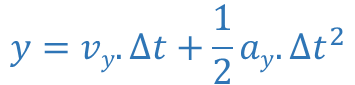 y = v_y. Δt + 1/2 a_y. Δt²